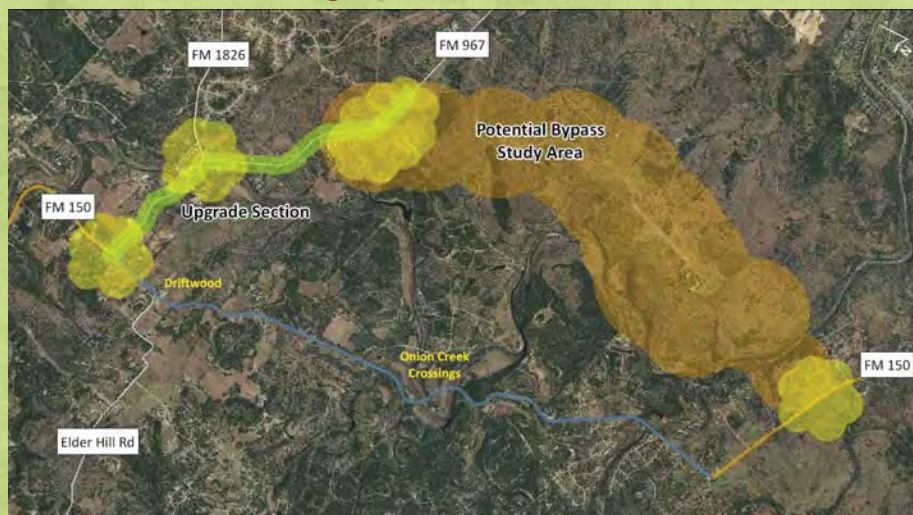 FM 967
FM 1826
Potential Bypass
Study Area
FM 150
Upgrade Section
Driftwood
Onion Creek
Crossings
FM 150
Elder Hill Rd